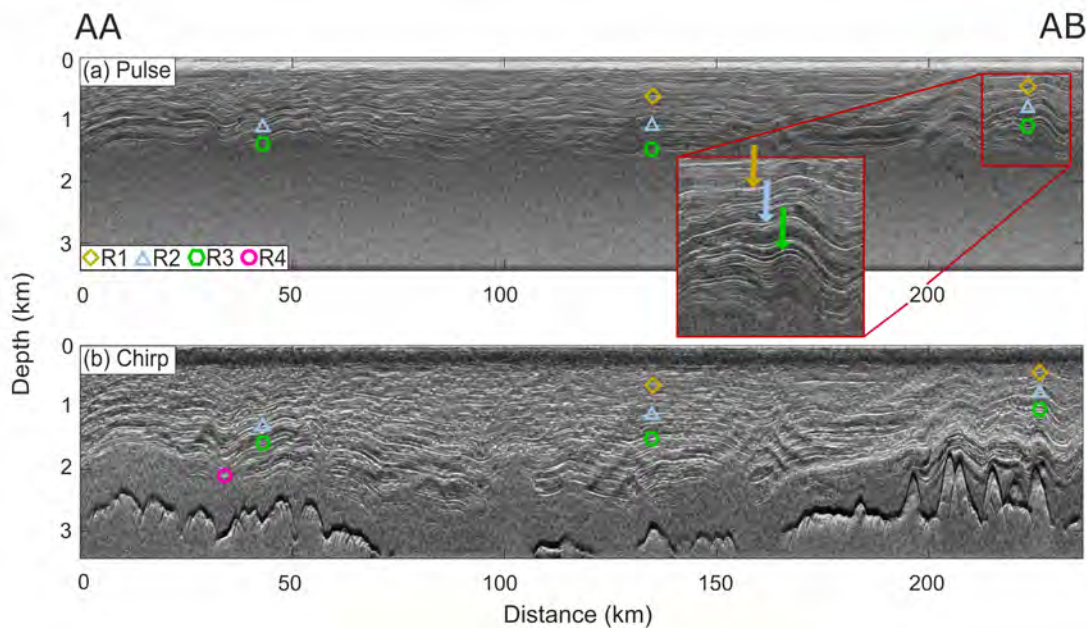 AA AB
0 (a) Pulse
1
2
3
R1 R2 R3 R4
0 50 100 200
Depth (km)
0 (b) Chirp
1
2
3
0 50 100 150 200
Distance (km)